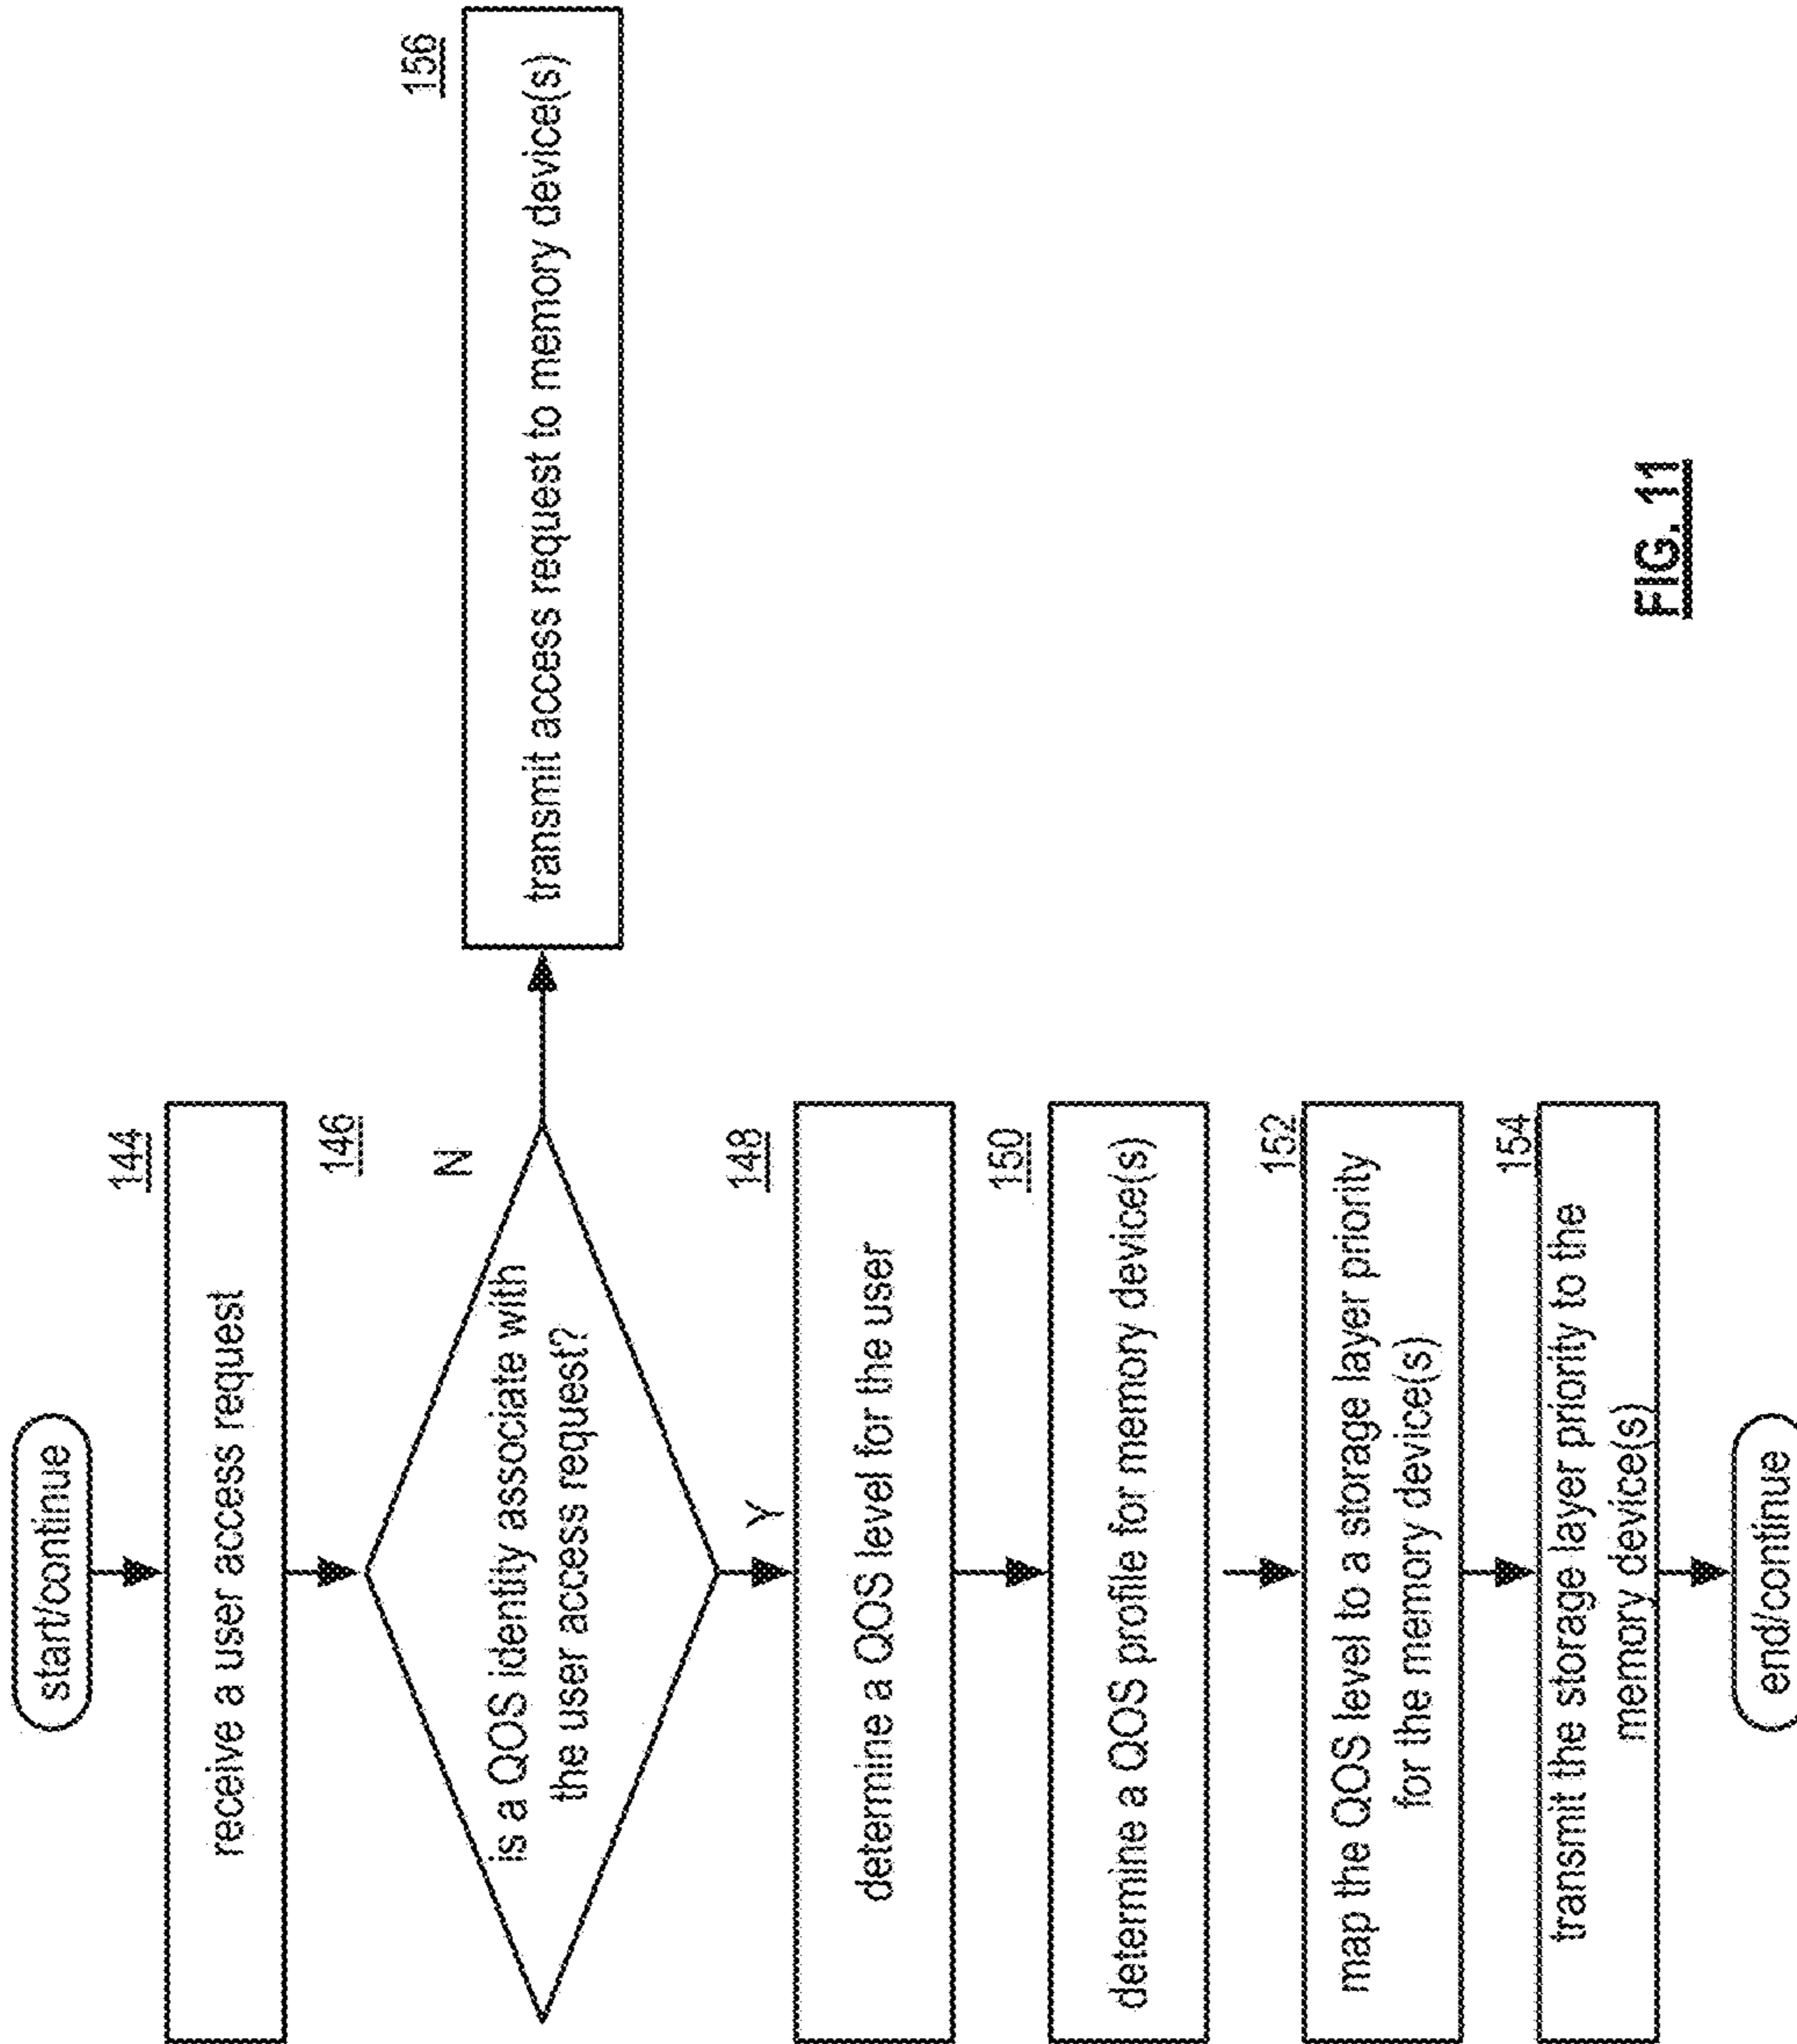 start/continue
144
receive a user access request
146
is a QOS identity associate with
the user access request?
N
156
transmit access request to memory device(s)
Y
148
determine a QOS level for the user
150
determine a QOS profile for memory device(s)
152
map the QOS level to a storage layer priority
for the memory device(s)
154
transmit the storage layer priority to the
memory device(s)
end/continue
FIG. 11